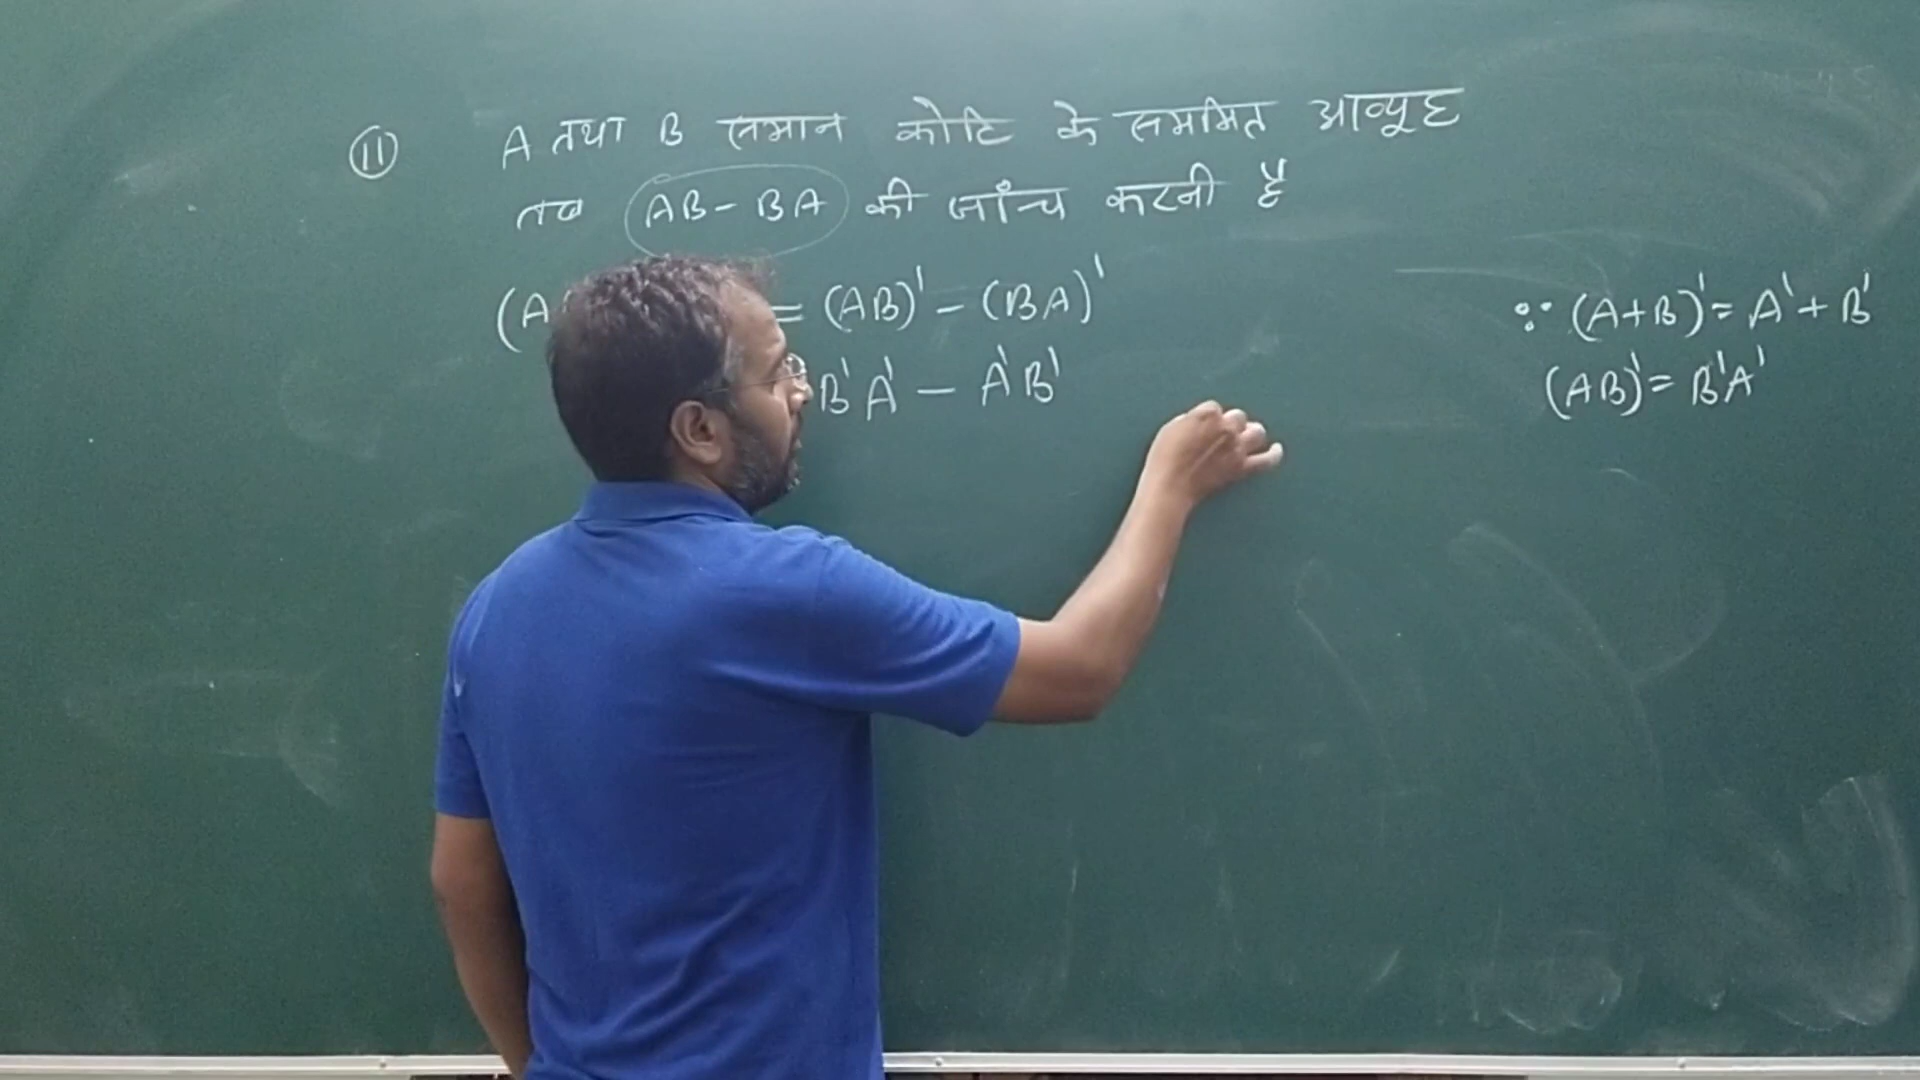 (11) A तथा B समान कोटि के सममित आव्यूह
तब AB - BA की जाँच करनी है
(A = (AB)' - (BA)'
B'A' - A'B'
∵ (A+B)' = A' + B'
(AB)' = B'A'